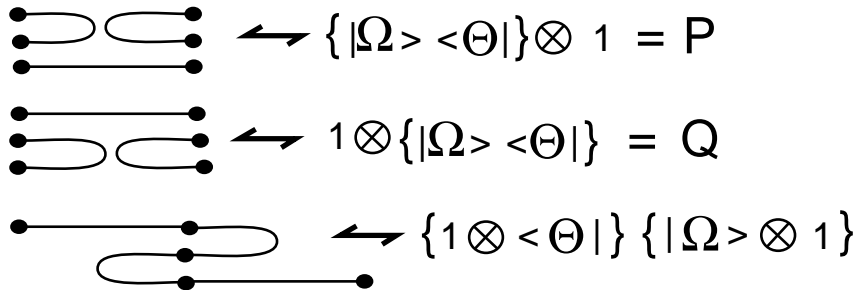 {|Ω> <Θ|}⊗ 1 = P
1⊗{|Ω> <Θ|} = Q
{1⊗<Θ|} {|Ω>⊗ 1}